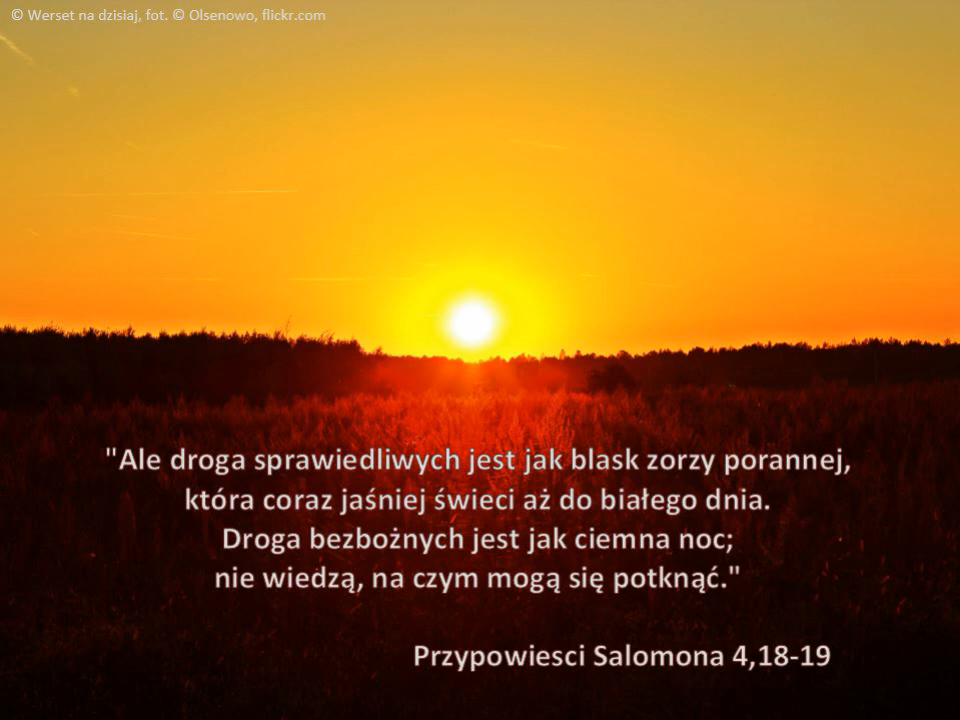 © Werset na dzisiaj, fot. © Olsenowo, flickr.com
"Ale droga sprawiedliwych jest jak blask zorzy porannej,
która coraz jaśniej świeci aż do białego dnia.
Droga bezbożnych jest jak ciemna noc;
nie wiedzą, na czym mogą się potknąć."
Przypowiesci Salomona 4,18-19